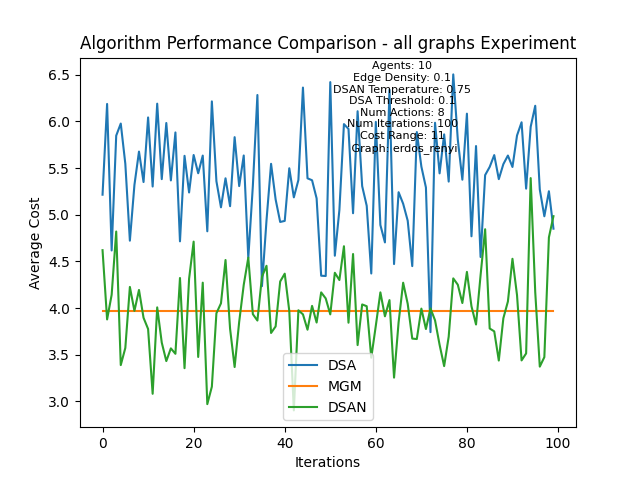 Algorithm Performance Comparison - all graphs Experiment
Agents: 10
Edge Density: 0.1
DSAN Temperature: 0.75
DSA Threshold: 0.1
Num Actions: 8
Num Iterations: 100
Cost Range: 11
Graph: erdos_renyi
Average Cost
6.5
6.0
5.5
5.0
4.5
4.0
3.5
3.0
DSA
MGM
DSAN
0
20
40
60
80
100
Iterations